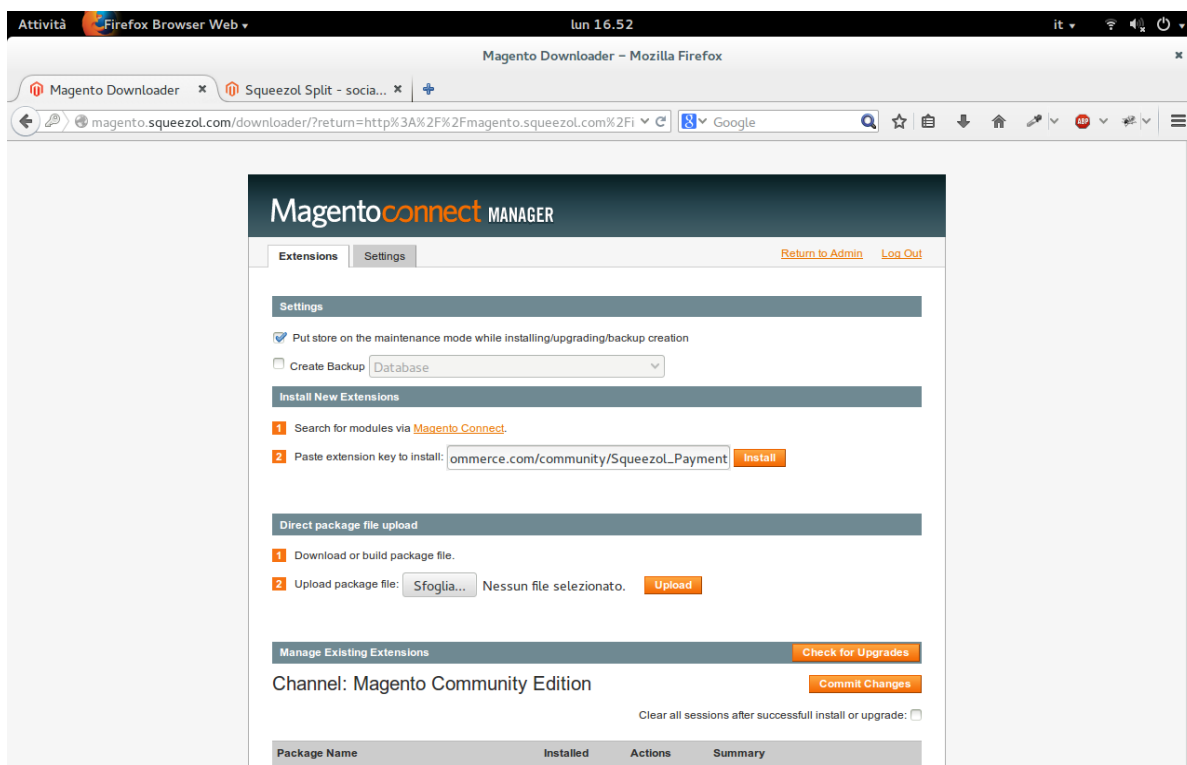 Attività Firefox Browser Web lun 16.52 it
Magento Downloader – Mozilla Firefox
Magento Downloader Squeezol Split - socia...
magento.squeezol.com/downloader/?return=http%3A%2F%2Fmagento.squeezol.com%2Fi Google ABP
Magentoconnect MANAGER
Extensions Settings Return to Admin Log Out
Settings
Put store on the maintenance mode while installing/upgrading/backup creation
Create Backup Database
Install New Extensions
1 Search for modules via Magento Connect.
2 Paste extension key to install: ommerce.com/community/Squeezol_Payment Install
Direct package file upload
1 Download or build package file.
2 Upload package file: Sfoglia... Nessun file selezionato. Upload
Manage Existing Extensions Check for Upgrades
Channel: Magento Community Edition Commit Changes
Clear all sessions after successfull install or upgrade:
Package Name Installed Actions Summary